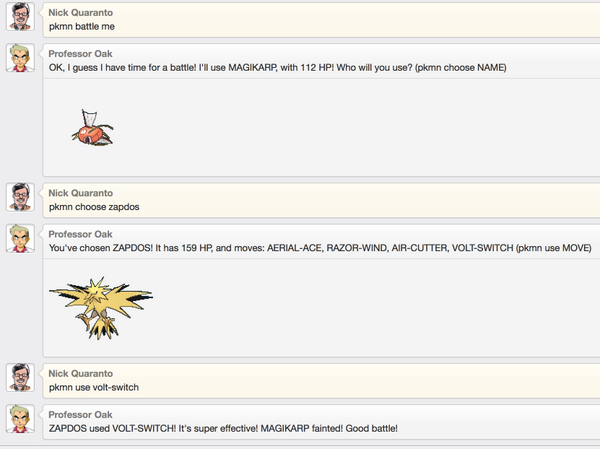 Nick Quaranto
pkmn battle me
Professor Oak
OK, I guess I have time for a battle! I'll use MAGIKARP, with 112 HP! Who will you use? (pkmn choose NAME)
Nick Quaranto
pkmn choose zapdos
Professor Oak
You've chosen ZAPDOS! It has 159 HP, and moves: AERIAL-ACE, RAZOR-WIND, AIR-CUTTER, VOLT-SWITCH (pkmn use MOVE)
Nick Quaranto
pkmn use volt-switch
Professor Oak
ZAPDOS used VOLT-SWITCH! It's super effective! MAGIKARP fainted! Good battle!